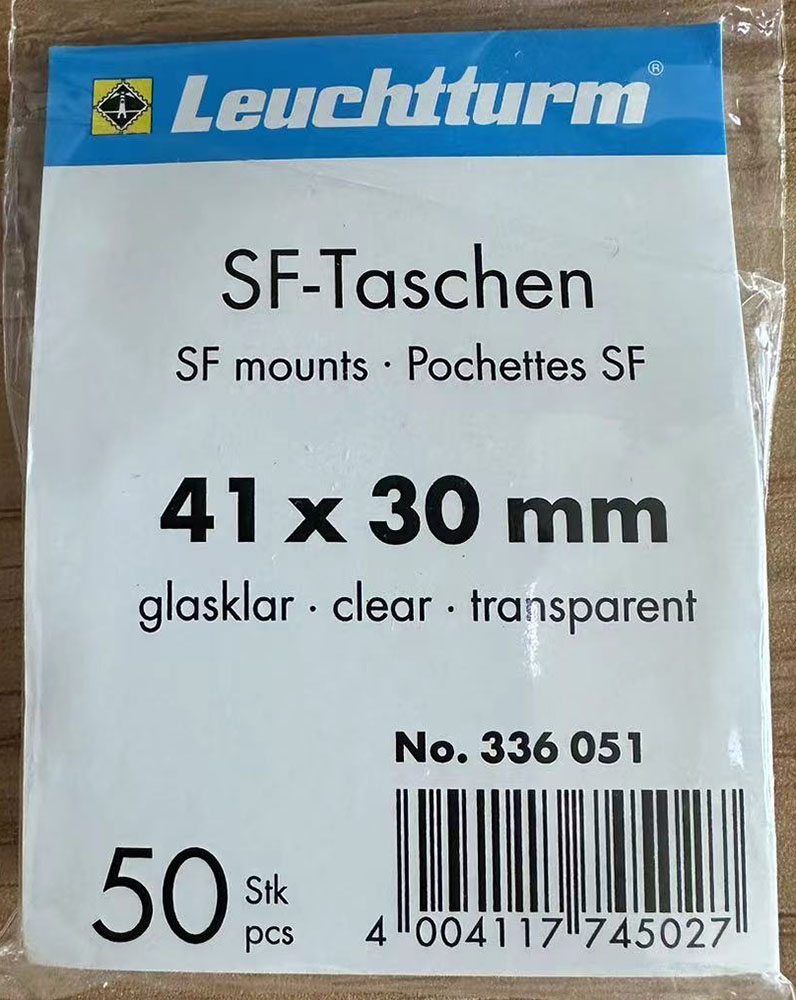 Leuchtturm®
SF-Taschen
SF mounts · Pochettes SF
41 x 30 mm
glasklar · clear · transparent
No. 336 051
50 Stk
pcs
4 004117 745027